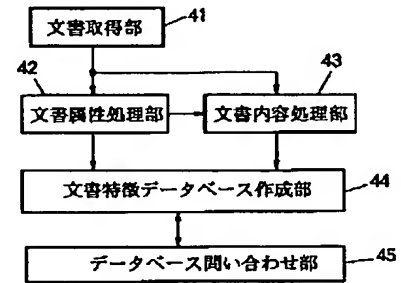 文書取得部 41
42 43
文書属性処理部 文書内容処理部
文書特徴データベース作成部 44
データベース問い合わせ部 45